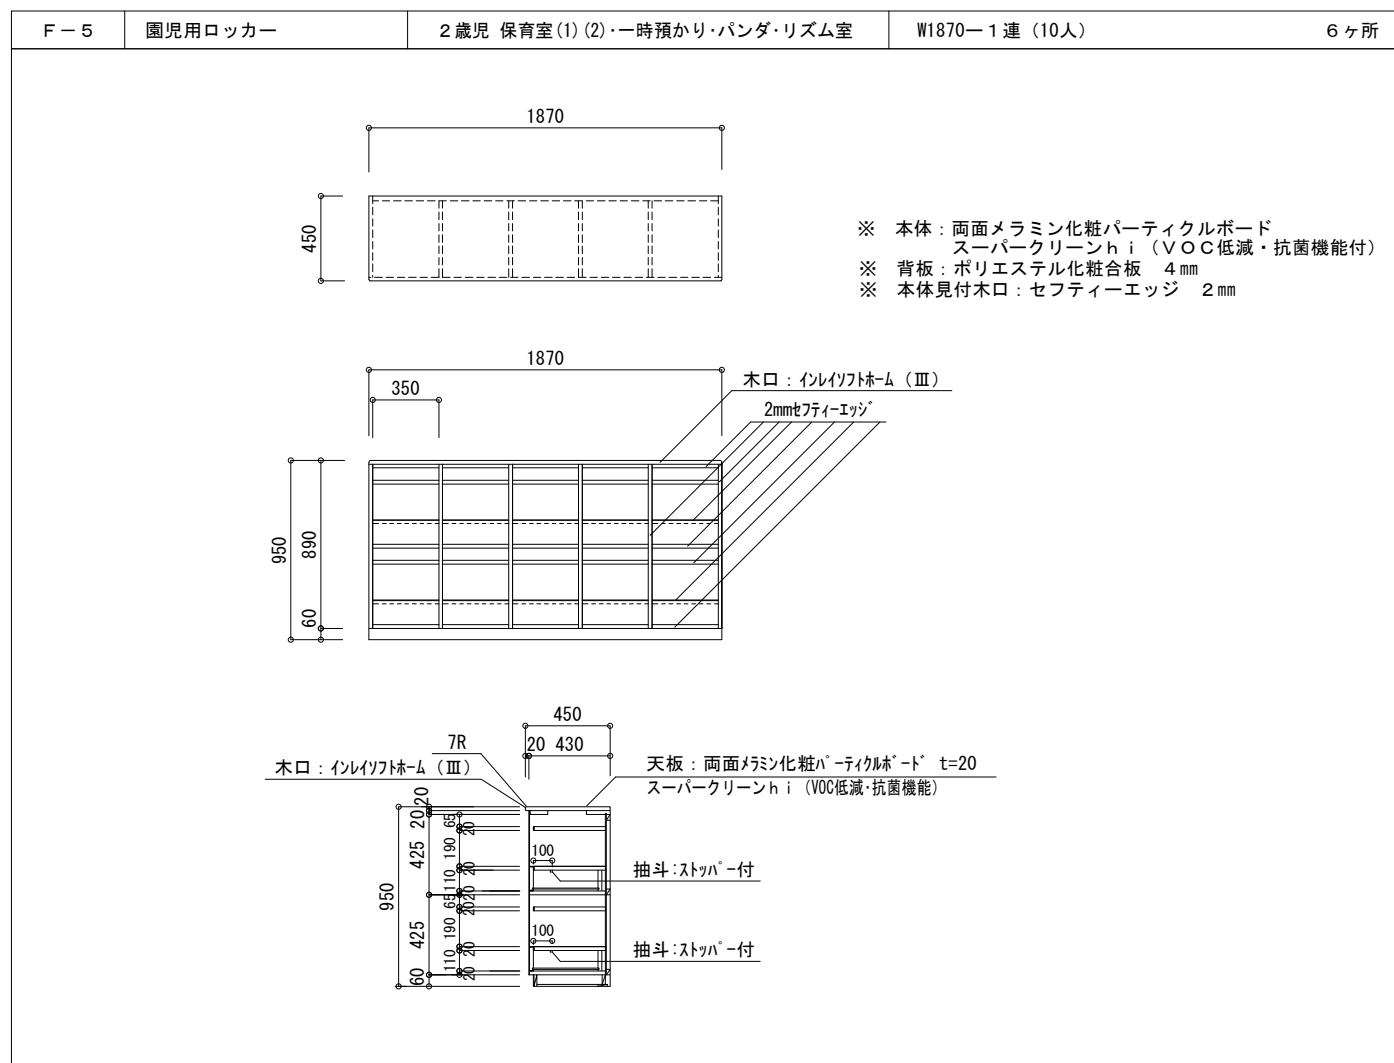 F－5 園児用ロッカー 2歳児 保育室(1)(2)・一時預かり・パンダ・リズム室 W1870ー1連（10人） 6ヶ所
1870
450
※ 本体：両面メラミン化粧パーティクルボード
スーパークリーンｈｉ（ＶＯＣ低減・抗菌機能付）
※ 背板：ポリエステル化粧合板 4㎜
※ 本体見付木口：セフティーエッジ 2㎜
1870
350
木口：ｲﾝﾚｲｿﾌﾄﾎｰﾑ（Ⅲ）
2mmｾﾌﾃｨｰｴｯｼﾞ
950
890
60
450
7R
20 430
木口：ｲﾝﾚｲｿﾌﾄﾎｰﾑ（Ⅲ）
天板：両面ﾒﾗﾐﾝ化粧ﾊﾟｰﾃｨｸﾙﾎﾞｰﾄﾞ t=20
スーパークリーンｈｉ（VOC低減・抗菌機能）
20
20
65
20
425
190
100
抽斗:ｽﾄｯﾊﾟｰ付
20
110
20
950
65
20
425
190
100
抽斗:ｽﾄｯﾊﾟｰ付
20
110
20
60